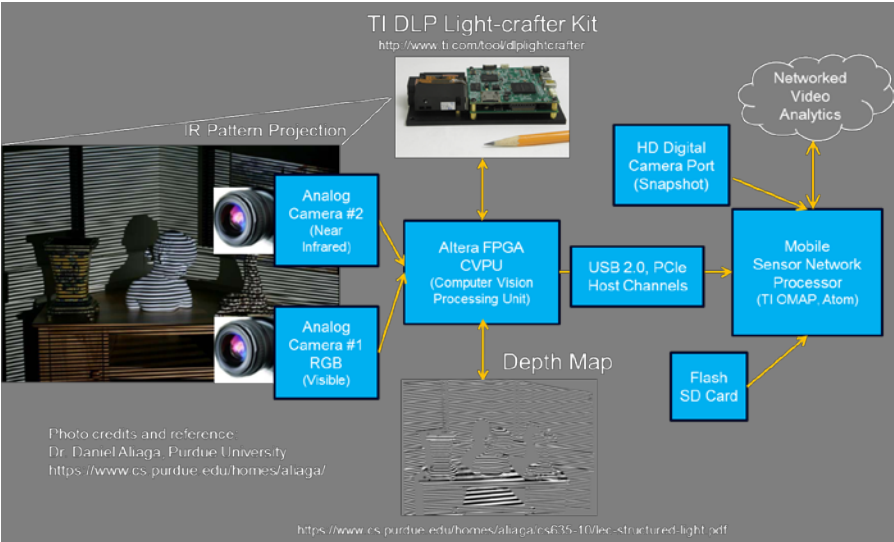 TI DLP Light-crafter Kit
http://www.ti.com/tool/dlplightcrafter
IR Pattern Projection
Networked
Video
Analytics
HD Digital
Camera Port
(Snapshot)
Analog
Camera #2
(Near
Infrared)
Altera FPGA
CVPU
(Computer Vision
Processing Unit)
USB 2.0, PCIe
Host Channels
Mobile
Sensor Network
Processor
(TI OMAP, Atom)
Analog
Camera #1
RGB
(Visible)
Depth Map
Flash
SD Card
Photo credits and reference:
Dr. Daniel Aliaga, Purdue University
https://www.cs.purdue.edu/homes/aliaga/
https://www.cs.purdue.edu/homes/aliaga/cs635-10/lec-structured-light.pdf